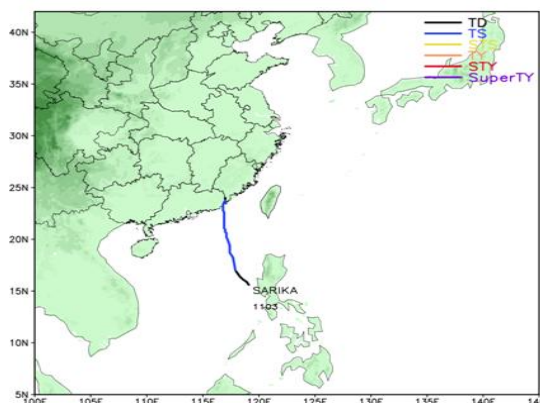 40N
35N
30N
25N
20N
15N
10N
5N
TD
TS
STS
TY
STY
SuperTY
SARIKA
1103
100E 105E 110E 115E 120E 125E 130E 135E 140E